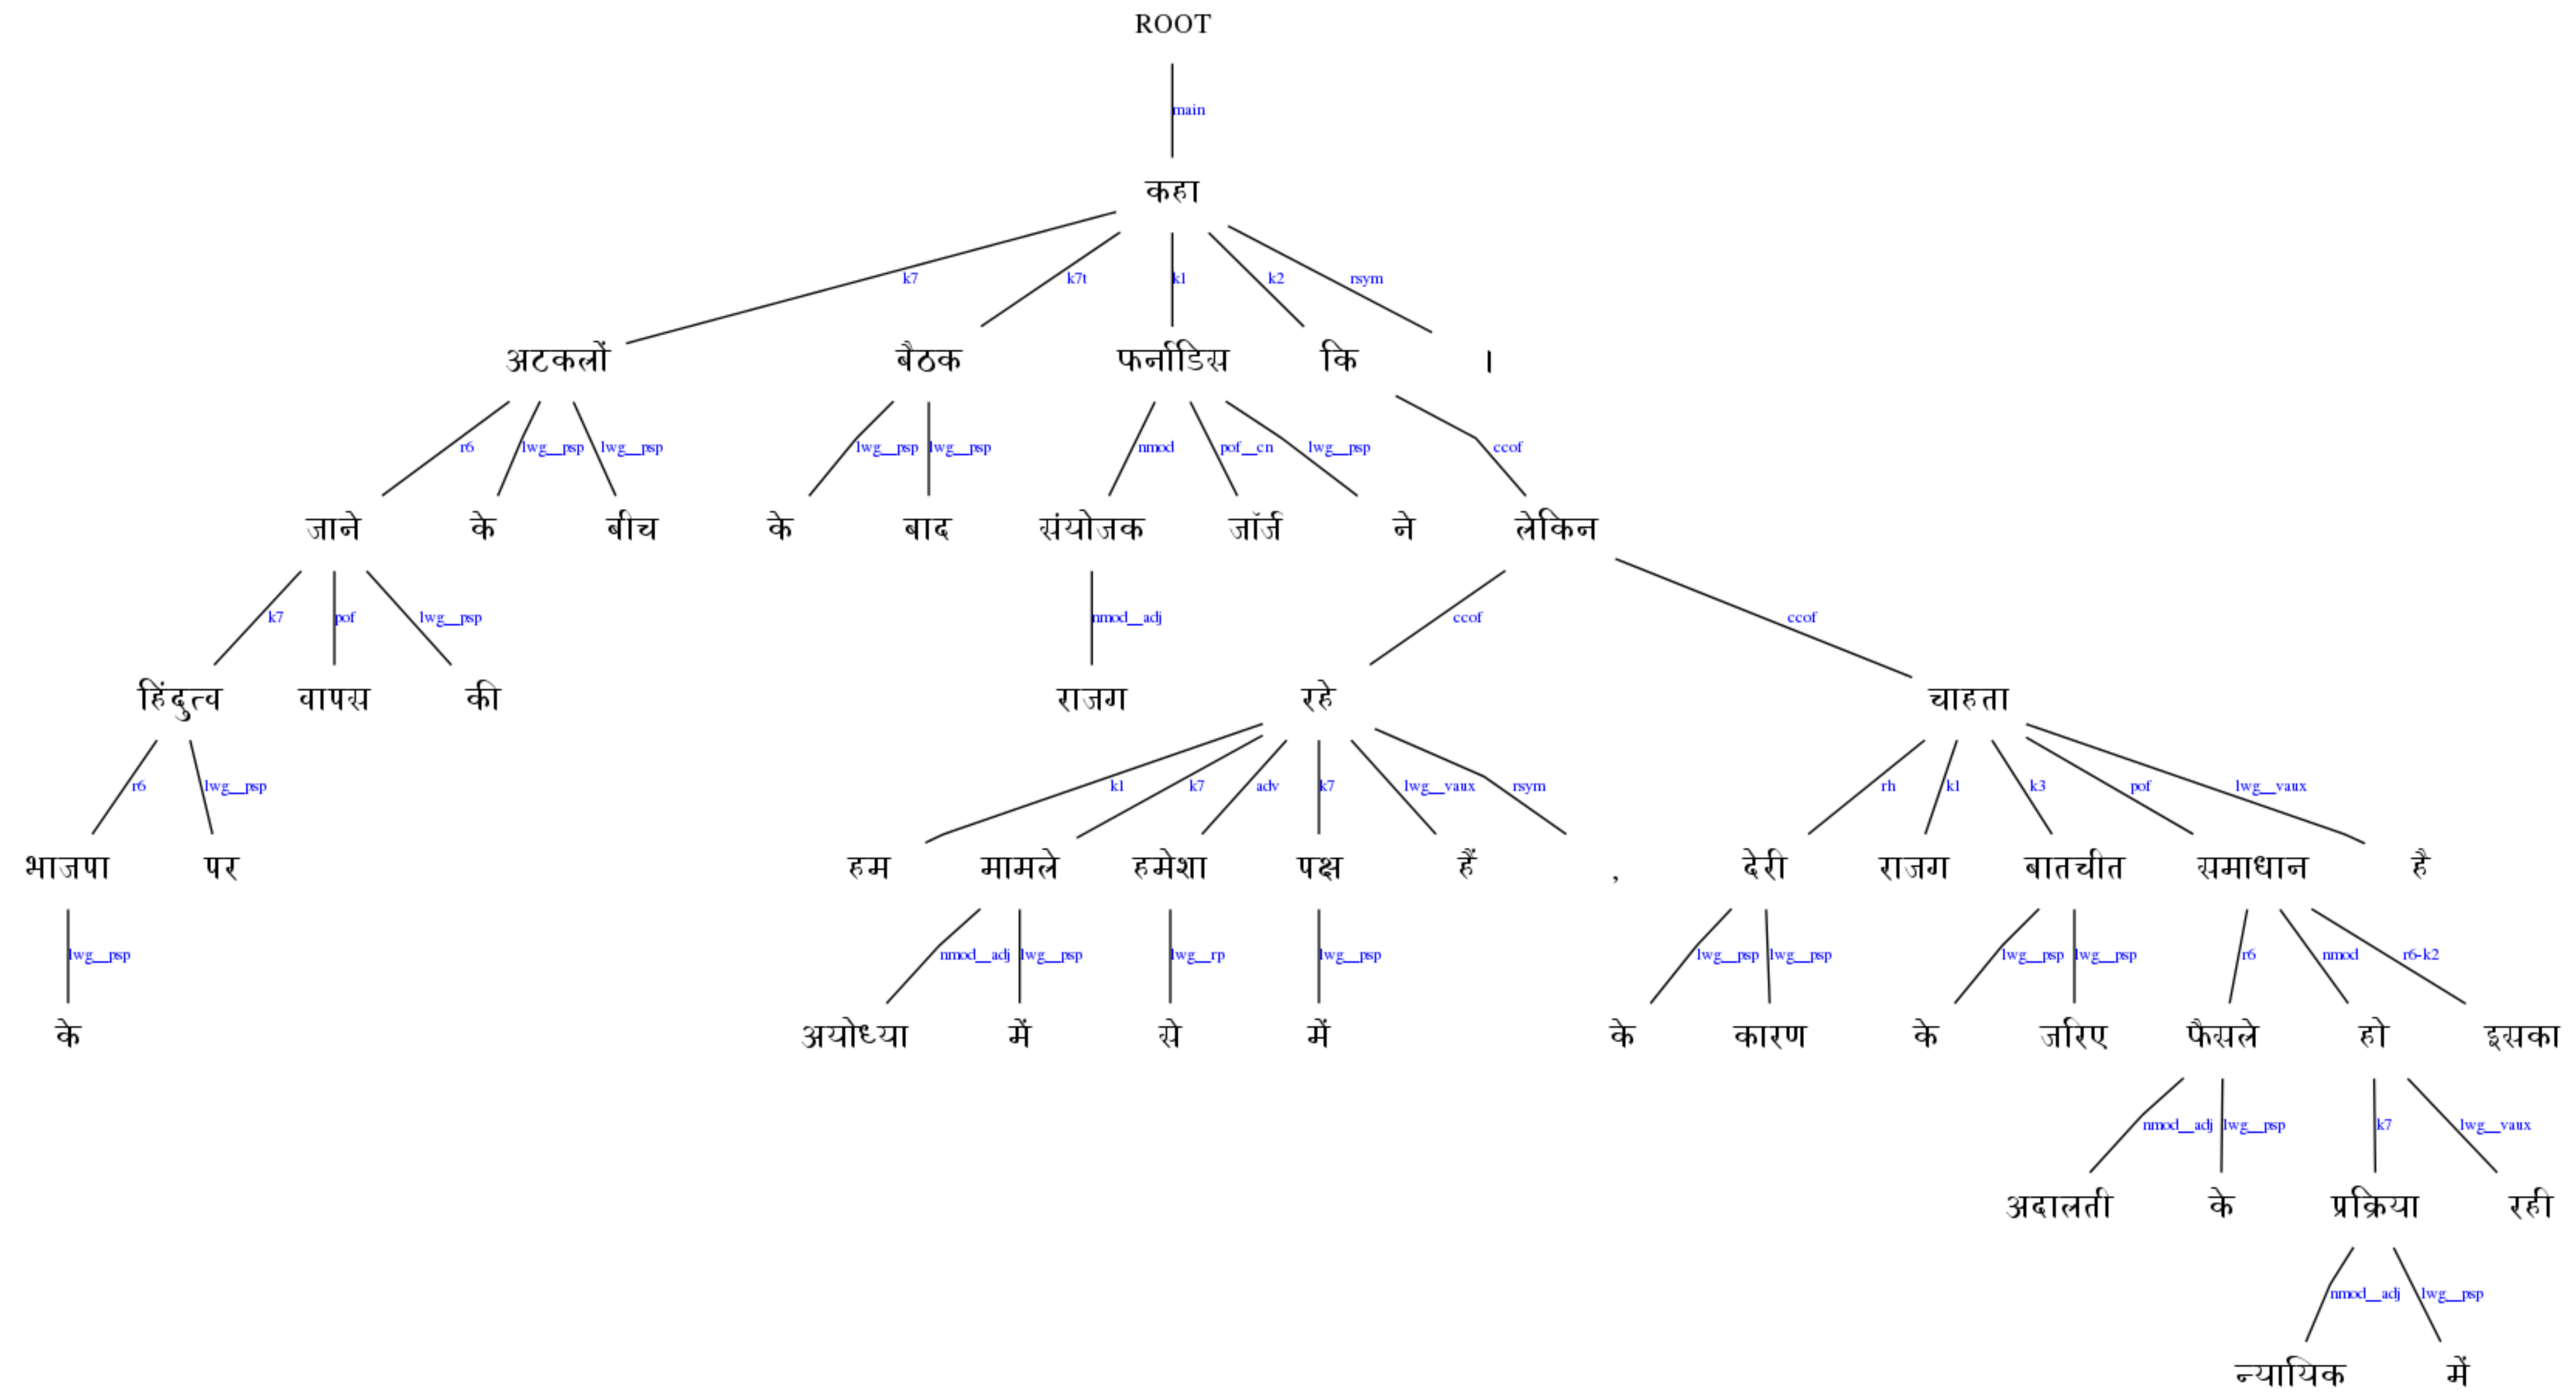 ROOT
main
कहा
k7 k7t k1 k2 rsym
अटकलों बैठक फर्नाडिस कि ।
r6 lwg__psp lwg__psp lwg__psp lwg__psp nmod pof__cn lwg__psp ccof
जाने के बीच के बाद संयोजक जॉर्ज ने लेकिन
k7 pof lwg__psp nmod__adj ccof ccof
हिंदुत्व वापस की राजग रहे चाहता
r6 lwg__psp k1 k7 adv k7 lwg__vaux rsym rh k1 k3 pof lwg__vaux
भाजपा पर हम मामले हमेशा पक्ष हैं , देरी राजग बातचीत समाधान है
lwg__psp nmod__adj lwg__psp lwg__rp lwg__psp lwg__psp lwg__psp lwg__psp lwg__psp r6 nmod r6-k2
के अयोध्या में से में के कारण के जरिए फैसले हो इसका
nmod__adj lwg__psp k7 lwg__vaux
अदालती के प्रक्रिया रही
nmod__adj lwg__psp
न्यायिक में